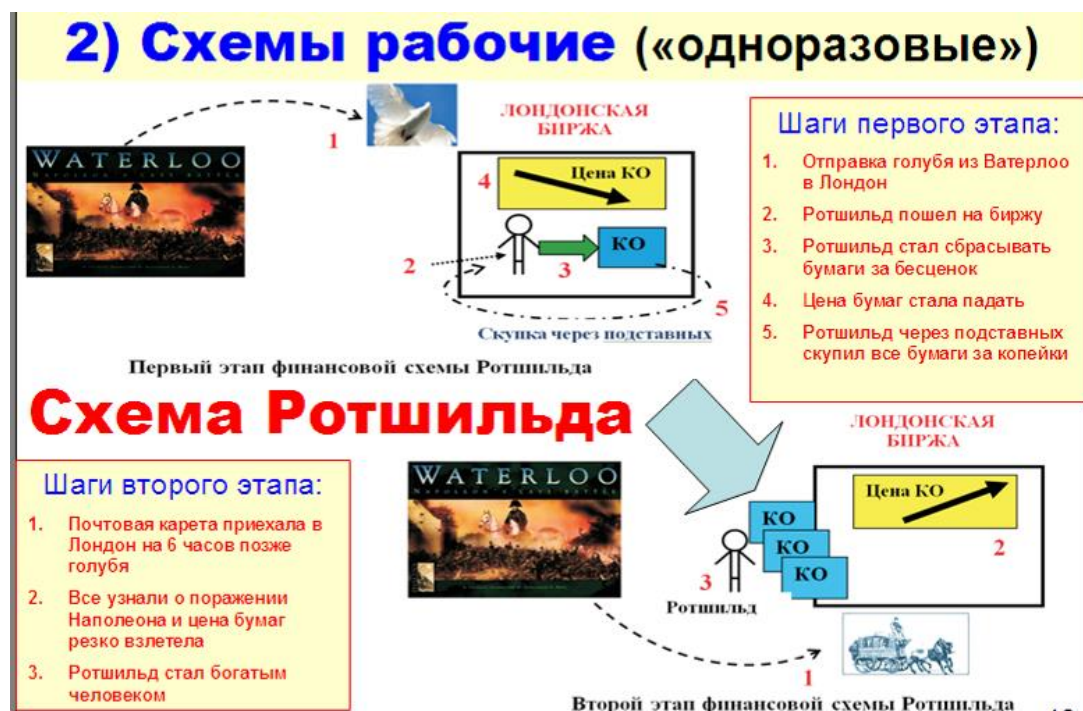 2) Схемы рабочие («одноразовые»)
1
ЛОНДОНСКАЯ
БИРЖА
WATERLOO
4
Цена КО
КО
2
3
5
Скупка через подставных
Первый этап финансовой схемы Ротшильда
Шаги первого этапа:
1. Отправка голубя из Ватерлоо
в Лондон
2. Ротшильд пошел на биржу
3. Ротшильд стал сбрасывать
бумаги за бесценок
4. Цена бумаг стала падать
5. Ротшильд через подставных
скупил все бумаги за копейки
Схема Ротшильда
Шаги второго этапа:
1. Почтовая карета приехала в
Лондон на 6 часов позже
голубя
2. Все узнали о поражении
Наполеона и цена бумаг
резко взлетела
3. Ротшильд стал богатым
человеком
WATERLOO
ЛОНДОНСКАЯ
БИРЖА
Цена КО
КО
КО
КО
2
3
Ротшильд
1
Второй этап финансовой схемы Ротшильда